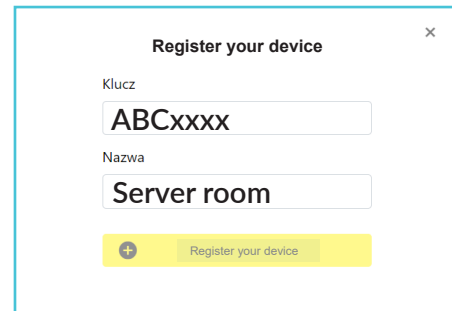 ×
Register your device
Klucz
ABCxxxx
Nazwa
Server room
Register your device